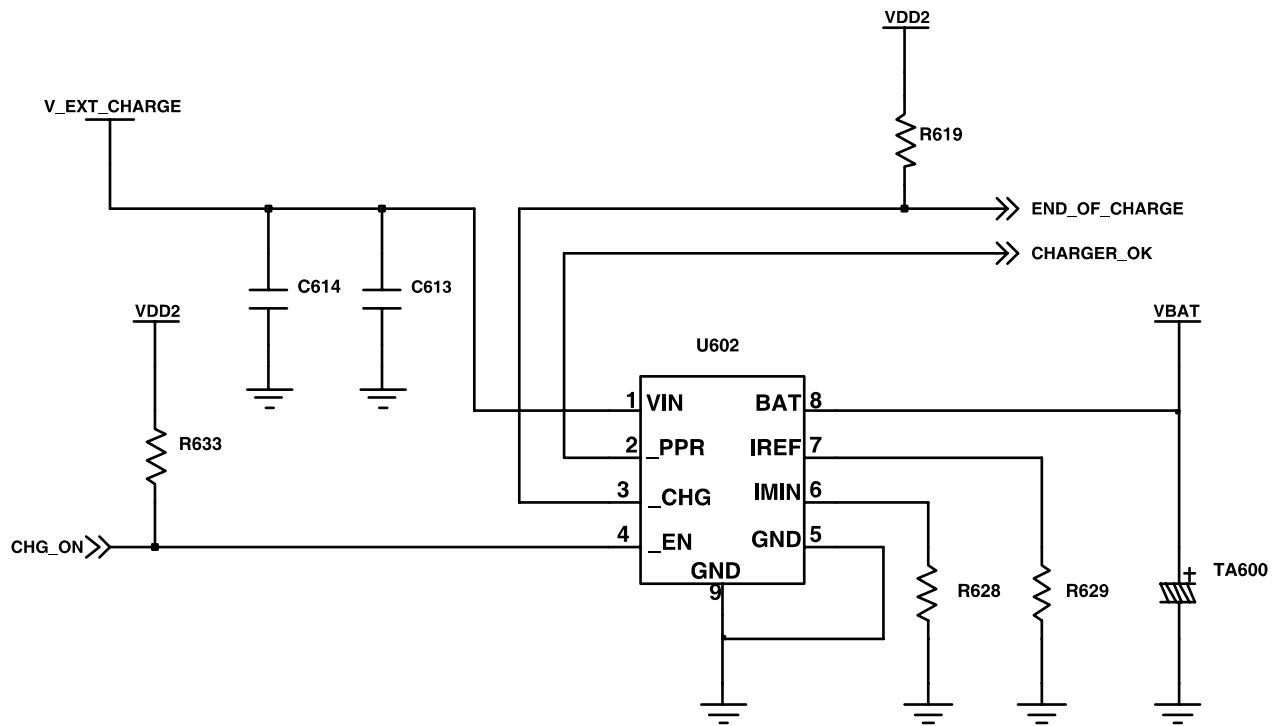 VDD2
V_EXT_CHARGE
R619
END_OF_CHARGE
CHARGER_OK
C614
C613
VDD2
VBAT
U602
1 VIN BAT 8
R633
2 _PPR IREF 7
3 _CHG IMIN 6
CHG_ON
4 _EN GND 5
GND
9
R628
R629
+
TA600